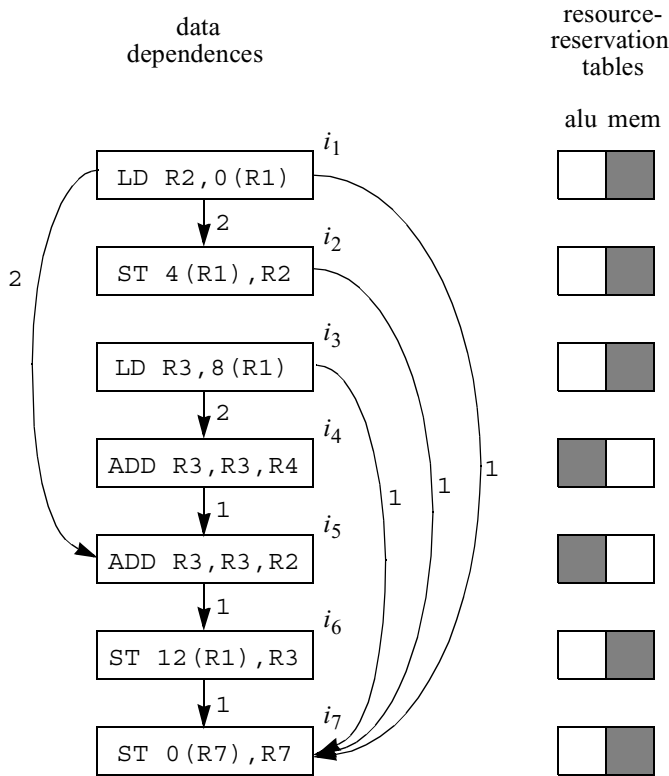 data
dependences
resource-
reservation
tables
alu mem
i1
LD R2,0(R1)
2
i2
2
ST 4(R1),R2
i3
LD R3,8(R1)
2
i4
ADD R3,R3,R4
1
1
1
1
i5
ADD R3,R3,R2
1
i6
ST 12(R1),R3
1
i7
ST 0(R7),R7